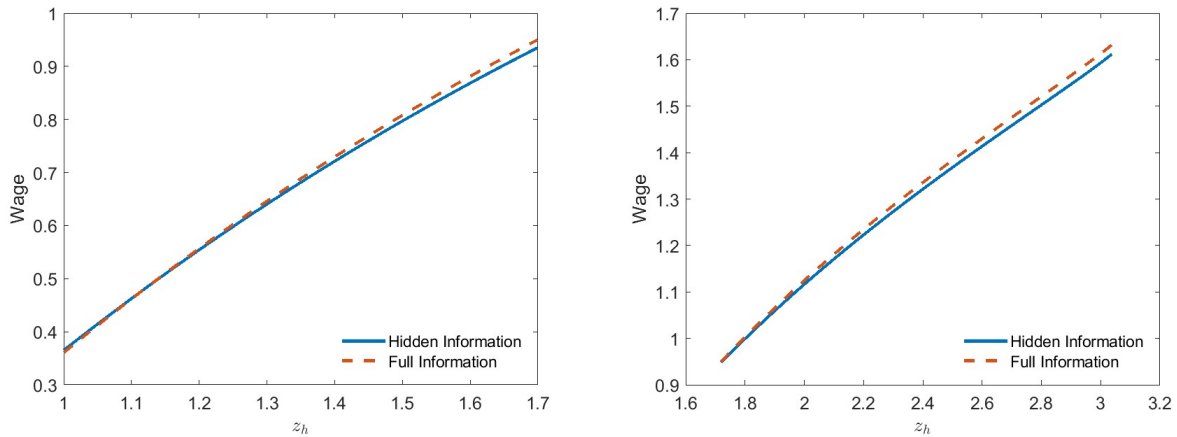 1
0.9
0.8
0.7
0.6
0.5
0.4
0.3
Wage
1 1.1 1.2 1.3 1.4 1.5 1.6 1.7
z_h
Hidden Information
Full Information
1.7
1.6
1.5
1.4
1.3
1.2
1.1
1
0.9
Wage
1.6 1.8 2 2.2 2.4 2.6 2.8 3 3.2
z_h
Hidden Information
Full Information